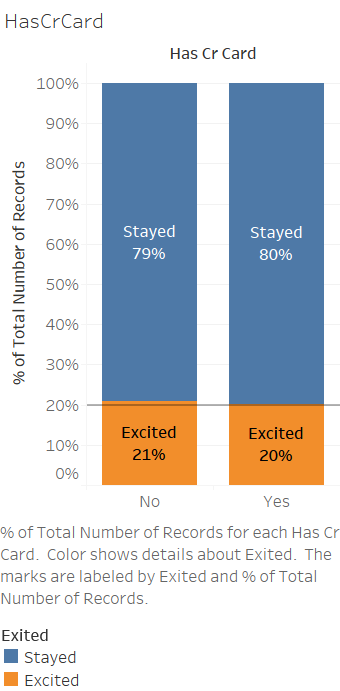 HasCrCard
Has Cr Card
% of Total Number of Records
100%
90%
80%
70%
60%
50%
40%
30%
20%
10%
0%
Stayed
79%
Stayed
80%
Excited
21%
Excited
20%
No
Yes
% of Total Number of Records for each Has Cr
Card.  Color shows details about Exited.  The
marks are labeled by Exited and % of Total
Number of Records.
Exited
Stayed
Excited